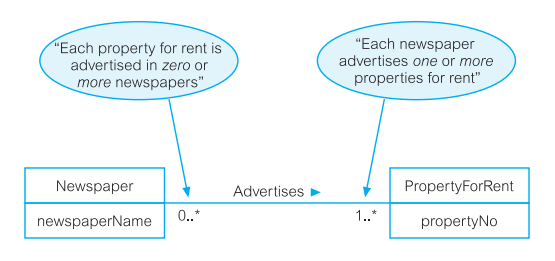 “Each property for rent is
advertised in zero or
more newspapers”
“Each newspaper
advertises one or more
properties for rent”
Newspaper
newspaperName
Advertises ►
0..*
1..*
PropertyForRent
propertyNo